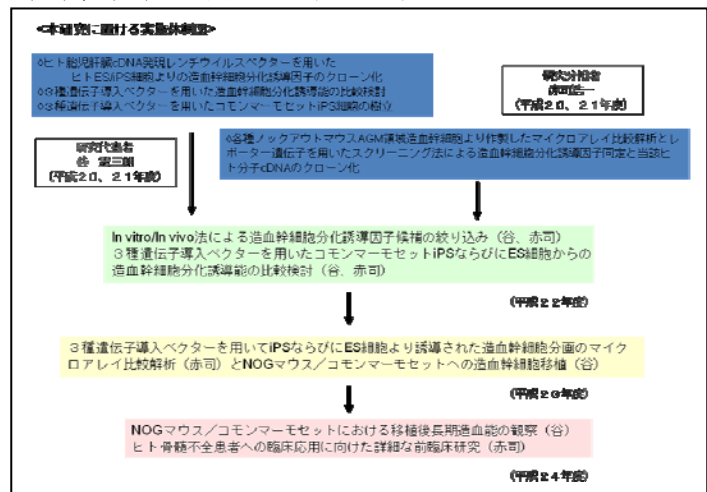 <本研究に置ける実施体制図>
◇ヒト胎児肝臓cDNA発現レンチウイルスベクターを用いた
ヒトES/iPS細胞よりの造血幹細胞分化誘導因子のクローン化
◇３種遺伝子導入ベクターを用いた造血幹細胞分化誘導能の比較検討
◇３種遺伝子導入ベクターを用いたコモンマーモセットiPS細胞の樹立
研究分担者
赤司浩一
(平成２０、２１年度)
研究代表者
谷 憲三朗
(平成２０、２１年度)
◇各種ノックアウトマウスAGM領域造血幹細胞より作製したマイクロアレイ比較解析とレ
ポーター遺伝子を用いたスクリーニング法による造血幹細胞分化誘導因子同定と当該ヒ
ト分子cDNAのクローン化
In vitro/In vivo法による造血幹細胞分化誘導因子候補の絞り込み（谷、赤司）
３種遺伝子導入ベクターを用いたコモンマーモセットiPSならびにES細胞からの
造血幹細胞分化誘導能の比較検討（谷、赤司）
(平成２２年度)
３種遺伝子導入ベクターを用いてiPSならびにES細胞より誘導された造血幹細胞分画のマイク
ロアレイ比較解析（赤司）とNOGマウス／コモンマーモセットへの造血幹細胞移植（谷）
(平成２３年度)
NOGマウス／コモンマーモセットにおける移植後長期造血能の観察（谷）
ヒト骨髄不全患者への臨床応用に向けた詳細な前臨床研究（赤司）
(平成２４年度)